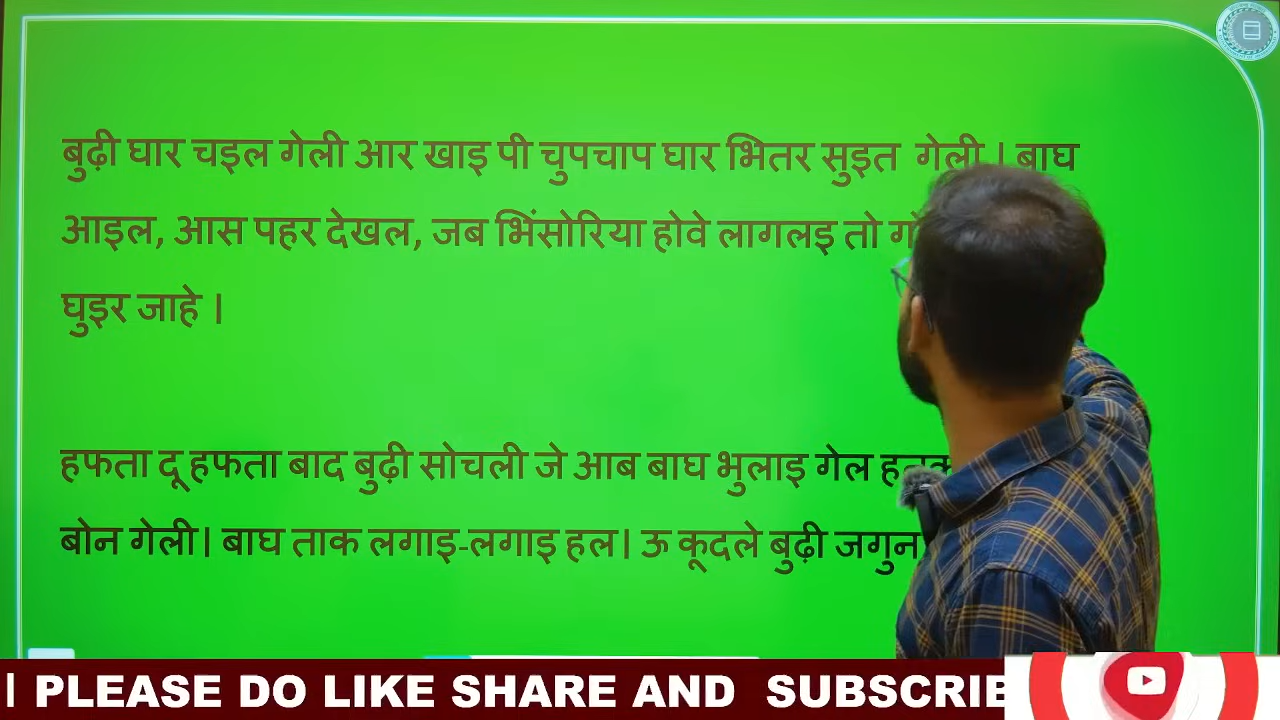 बुढ़ी घार चइल गेली आर खाइ पी चुपचाप घार भितर सुइत गेली । बाघ
आइल, आस पहर देखल, जब भिंसोरिया होवे लागलइ तो
घुइर जाहे ।
हफता दू हफता बाद बुढ़ी सोचली जे आब बाघ भुलाइ गेल
बोन गेली। बाघ ताक लगाइ-लगाइ हल। ऊ कूदले बुढ़ी जगुन
| PLEASE DO LIKE SHARE AND SUBSCRIB